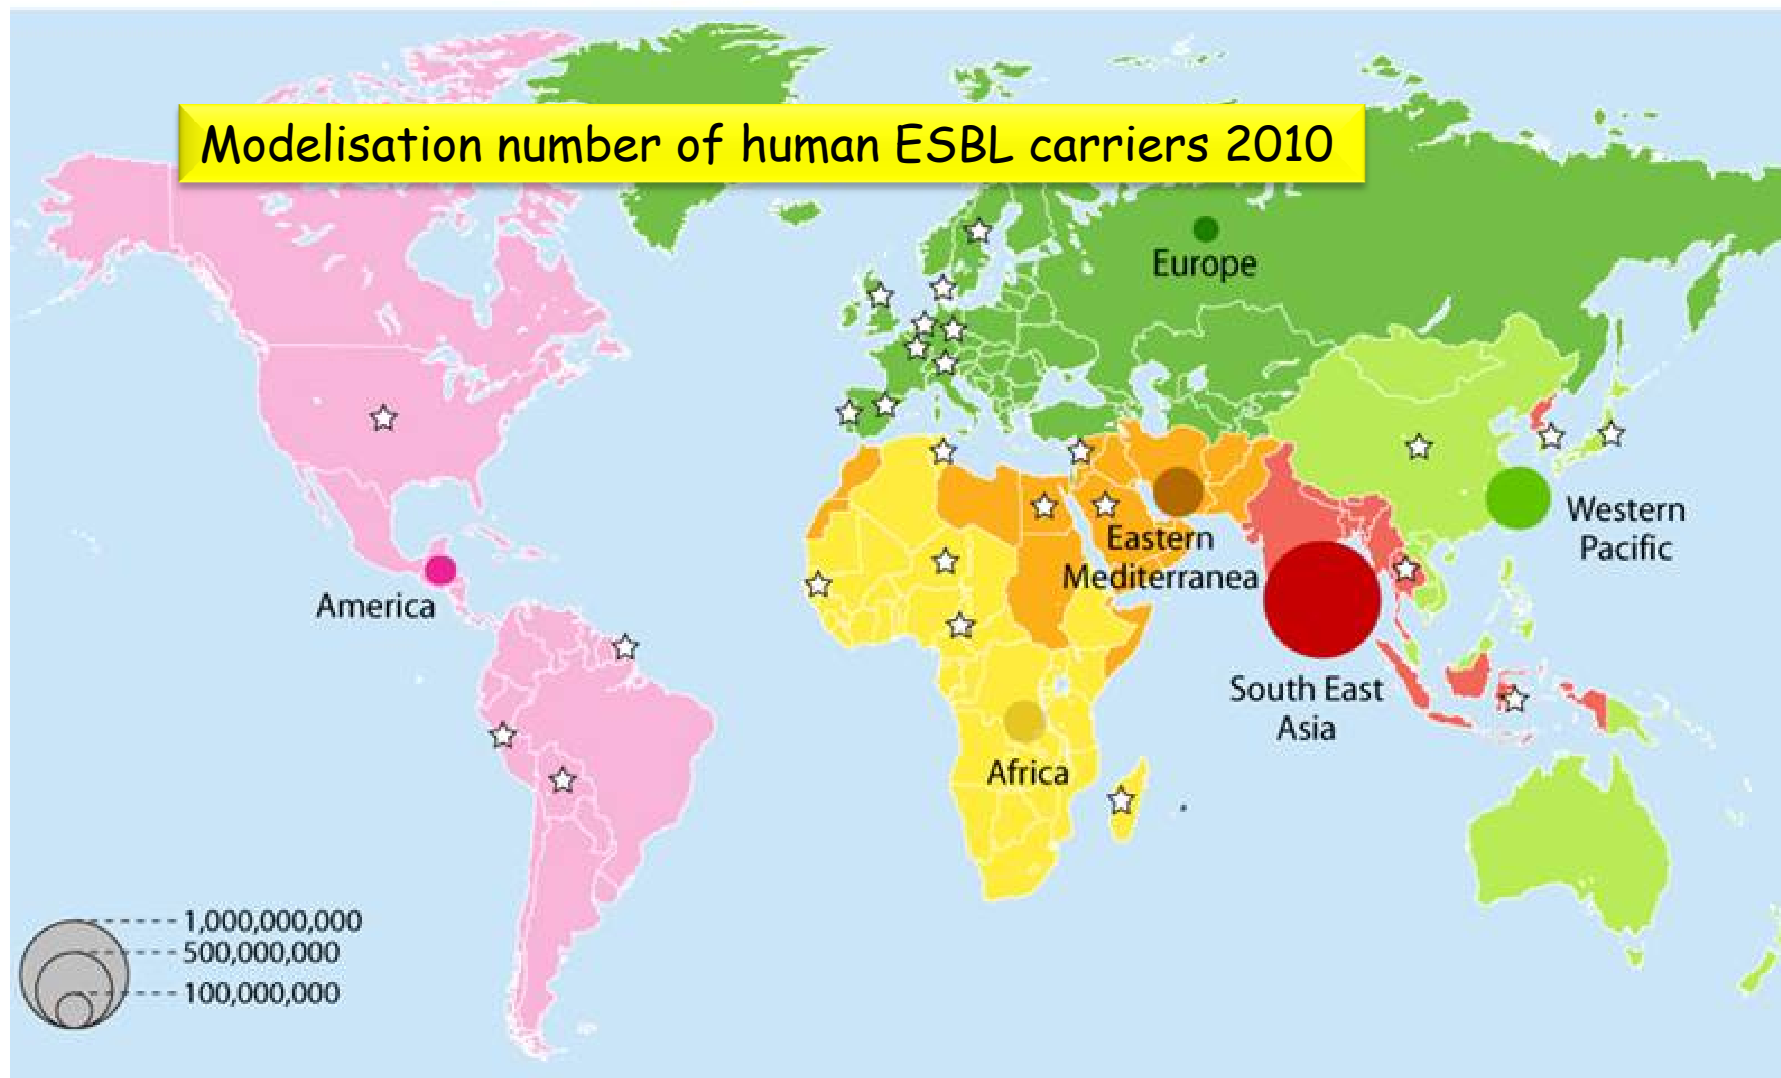 Modelisation number of human ESBL carriers 2010
Europe
Western
Pacific
Eastern
Mediterranea
America
South East
Asia
Africa
1,000,000,000
500,000,000
100,000,000